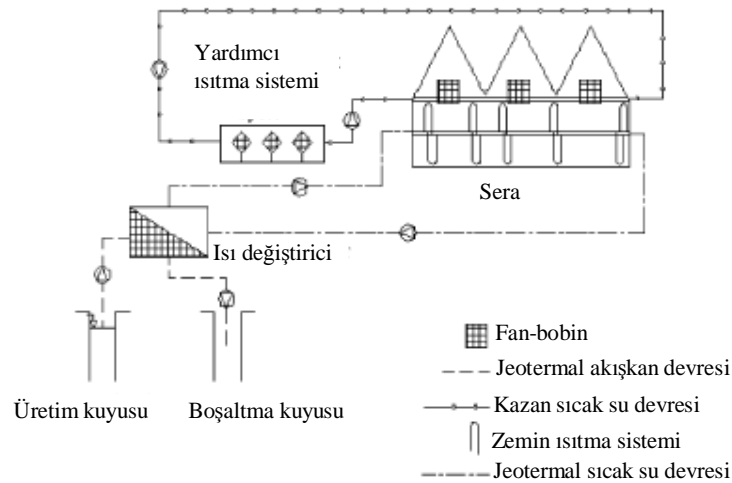 Yardımcı
ısıtma sistemi
Sera
Isı değiştirici
Fan-bobin
Jeotermal akışkan devresi
Üretim kuyusu
Boşaltma kuyusu
Kazan sıcak su devresi
Zemin ısıtma sistemi
Jeotermal sıcak su devresi